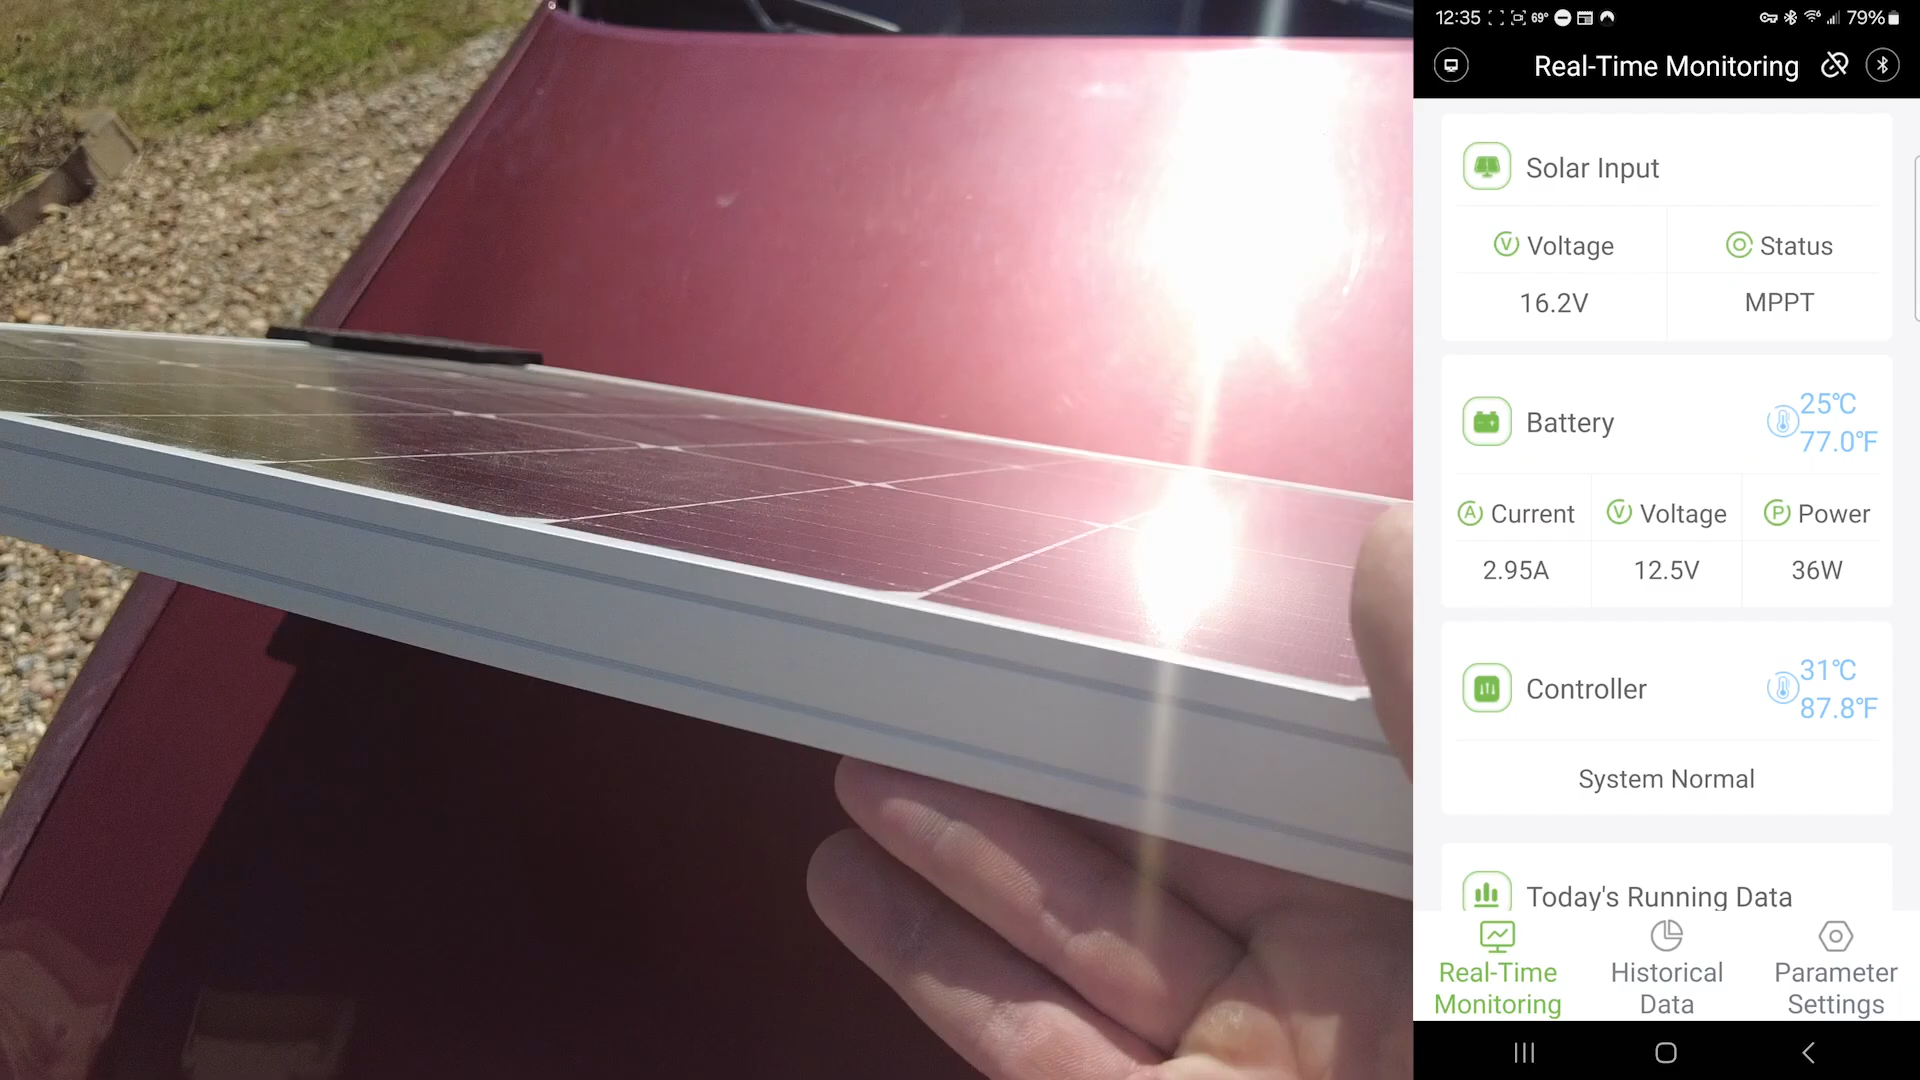 12:35 69° 79%
Real-Time Monitoring
Solar Input
V Voltage Status
16.2V MPPT
Battery 25℃
77.0℉
A Current V Voltage P Power
2.95A 12.5V 36W
Controller 31℃
87.8℉
System Normal
Today's Running Data
Real-Time
Monitoring
Historical
Data
Parameter
Settings